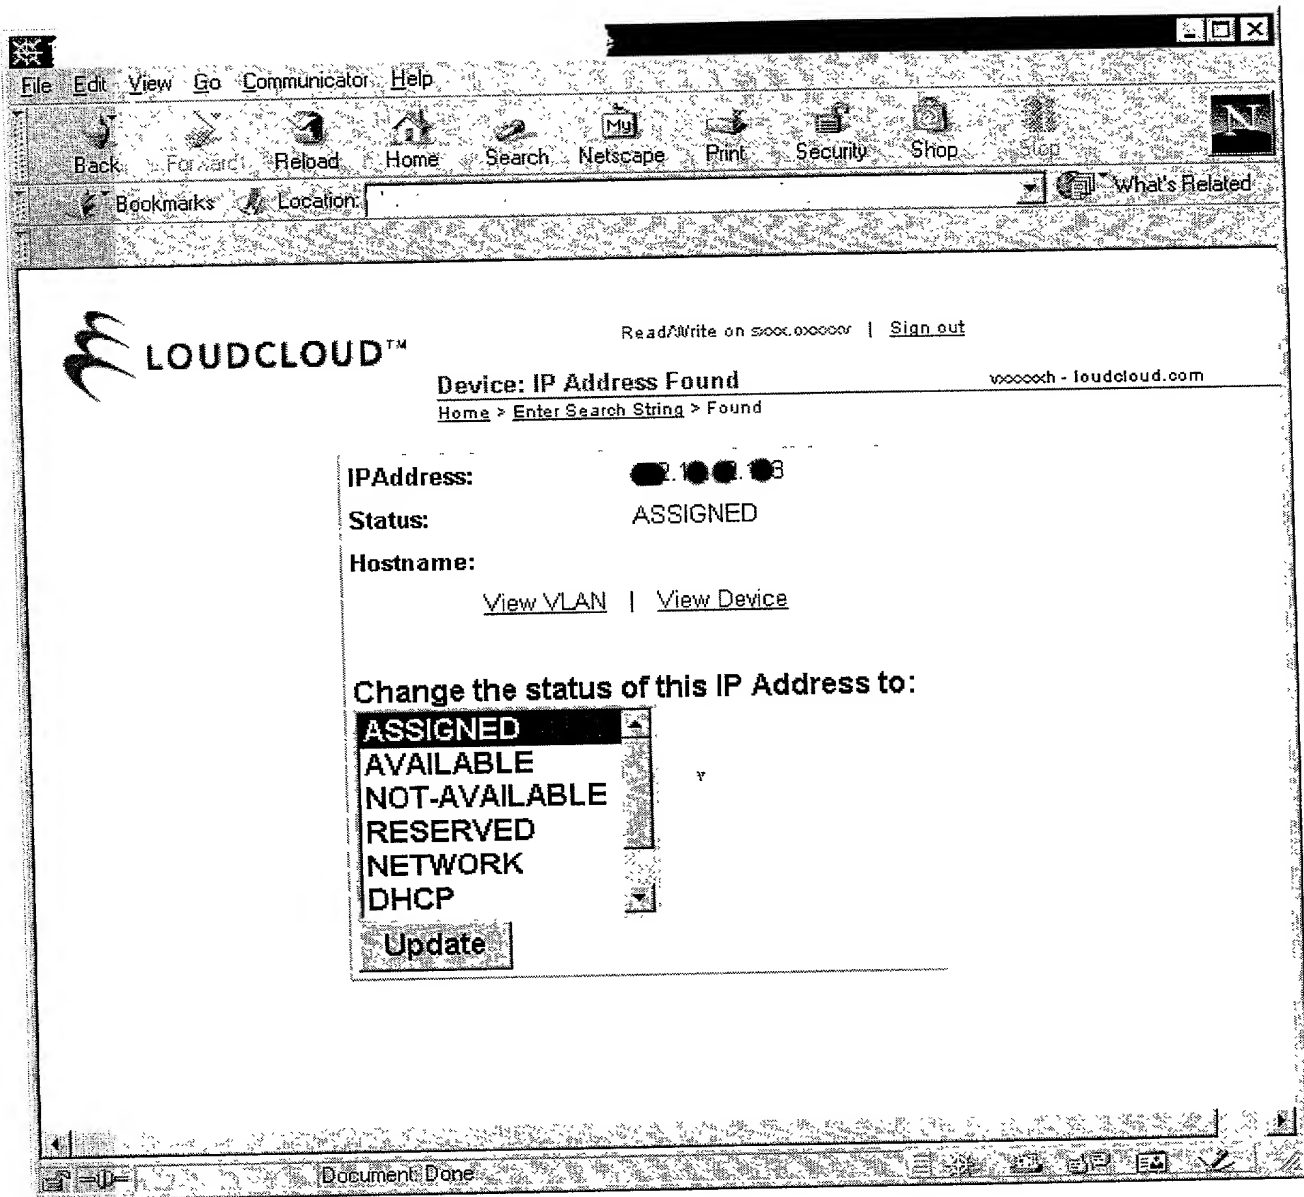 File Edit View Go Communicator Help
Back Forward Reload Home Search Netscape Print Security Shop Stop
My
N
Bookmarks Location: What's Related
LOUDCLOUD™
Read/Write on | Sign out
Device: IP Address Found
loudcloud.com
Home > Enter Search String > Found
IPAddress:
Status: ASSIGNED
Hostname:
View VLAN | View Device
Change the status of this IP Address to:
ASSIGNED
AVAILABLE
NOT-AVAILABLE
RESERVED
NETWORK
DHCP
Update
Document: Done